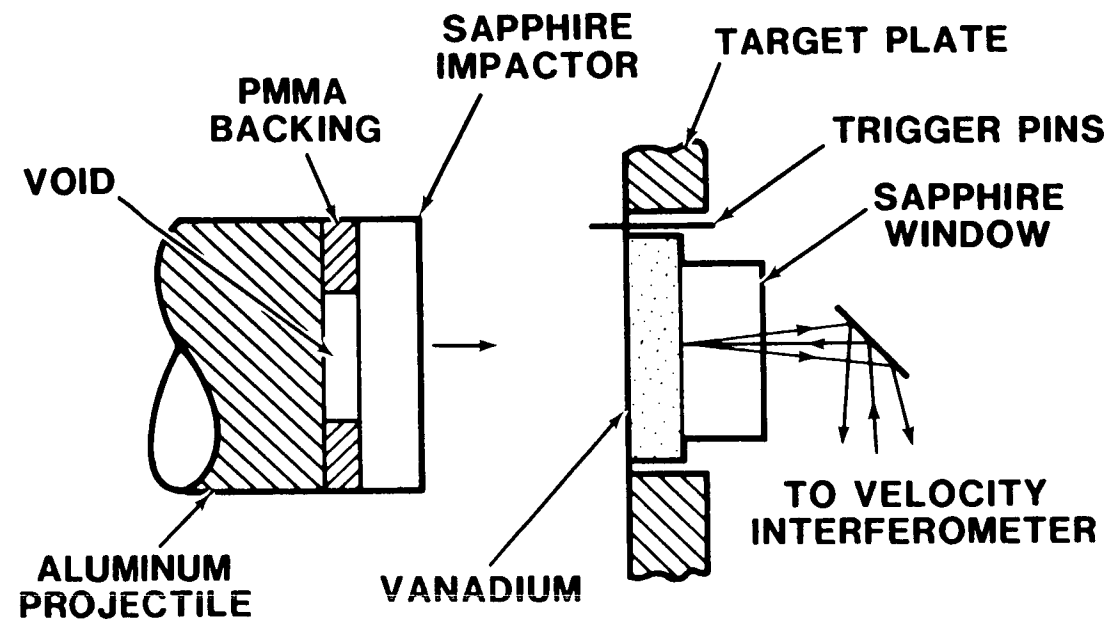 SAPPHIRE
IMPACTOR
TARGET PLATE
PMMA
BACKING
TRIGGER PINS
VOID
SAPPHIRE
WINDOW
TO VELOCITY
INTERFEROMETER
ALUMINUM
PROJECTILE
VANADIUM